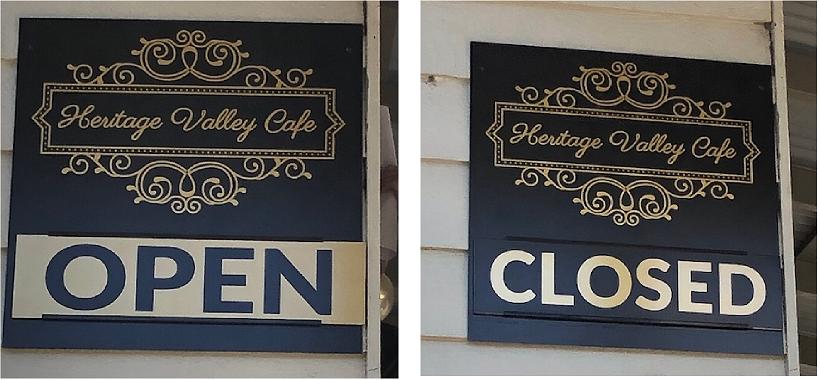 Heritage Valley Cafe
OPEN
Heritage Valley Cafe
CLOSED